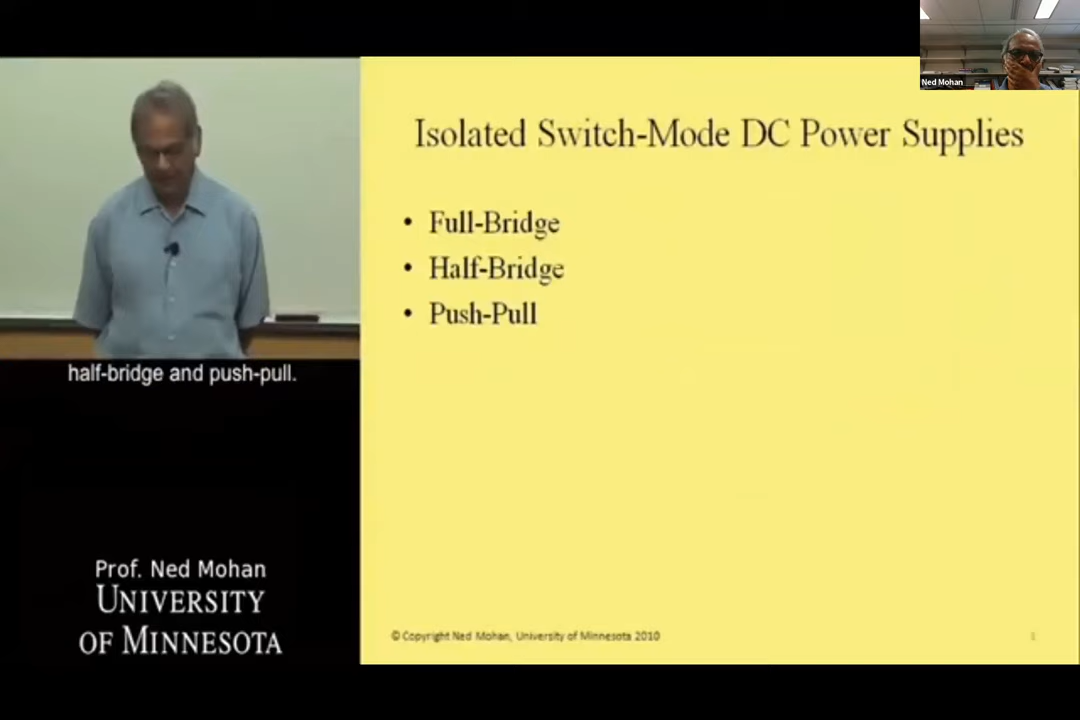 Ned Mohan
Isolated Switch-Mode DC Power Supplies
• Full-Bridge
• Half-Bridge
• Push-Pull
half-bridge and push-pull.
Prof. Ned Mohan
UNIVERSITY
OF MINNESOTA
© Copyright Ned Mohan, University of Minnesota 2010
1